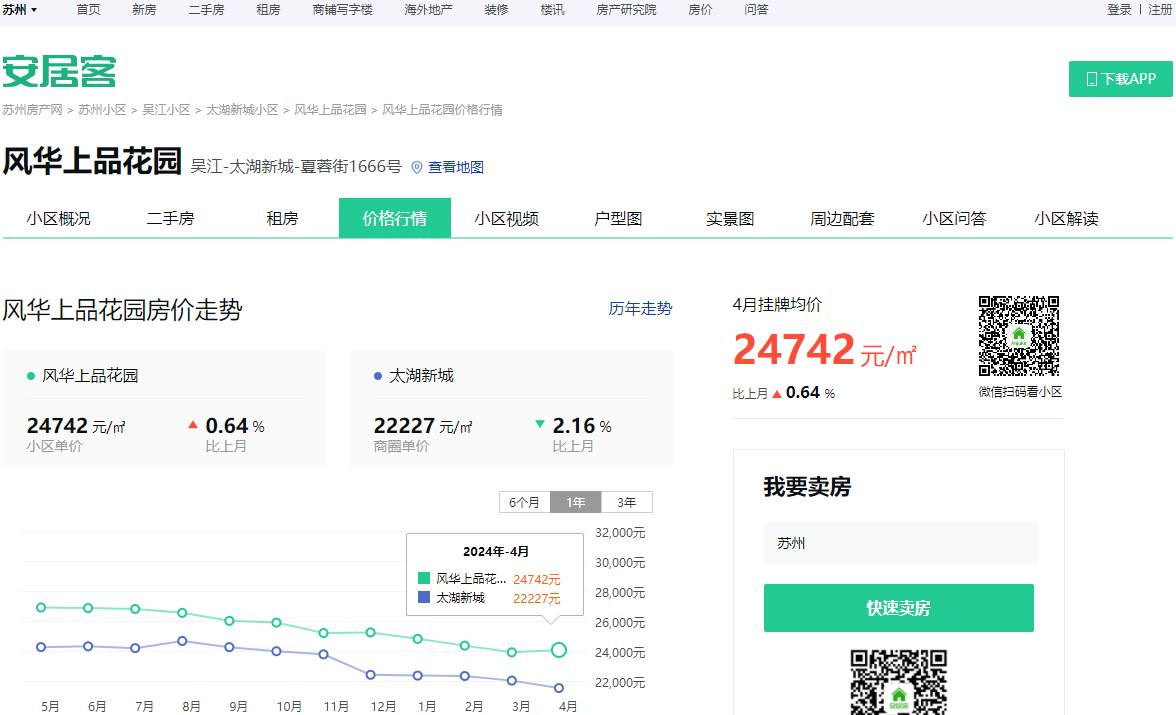 苏州 首页 新房 二手房 租房 商铺写字楼 海外地产 装修 楼讯 房产研究院 房价 问答 登录 | 注册
安居客
下载APP
苏州房产网 > 苏州小区 > 吴江小区 > 太湖新城小区 > 风华上品花园 > 风华上品花园价格行情
风华上品花园 吴江-太湖新城-夏蓉街1666号 查看地图
小区概况 二手房 租房 价格行情 小区视频 户型图 实景图 周边配套 小区问答 小区解读
风华上品花园房价走势 历年走势
风华上品花园
24742 元/㎡ 0.64 %
小区单价 比上月
太湖新城
22227 元/㎡ 2.16 %
商圈单价 比上月
6个月 1年 3年
32,000元
30,000元
28,000元
26,000元
24,000元
22,000元
2024年-4月
风华上品花... 24742元
太湖新城 22227元
5月 6月 7月 8月 9月 10月 11月 12月 1月 2月 3月 4月
4月挂牌均价
24742 元/㎡
比上月 0.64 %
微信扫码看小区
我要卖房
苏州
快速卖房